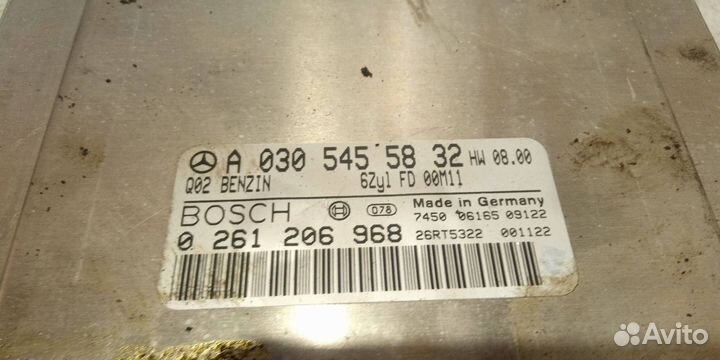 A 030 545 58 32 HW 08.00
Q02 BENZIN 6Zyl FD 00M11
BOSCH 078 Made in Germany
7450 06165 09122
0 261 206 968 26RT5322 001122
Avito